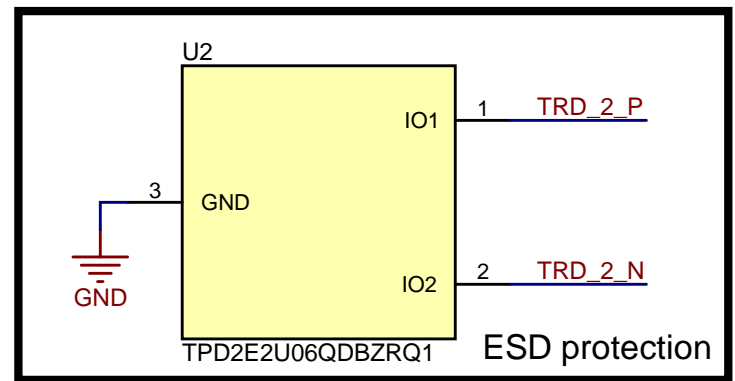 U2
IO1 1 TRD_2_P
3 GND
GND
IO2 2 TRD_2_N
TPD2E2U06QDBZRQ1
ESD protection